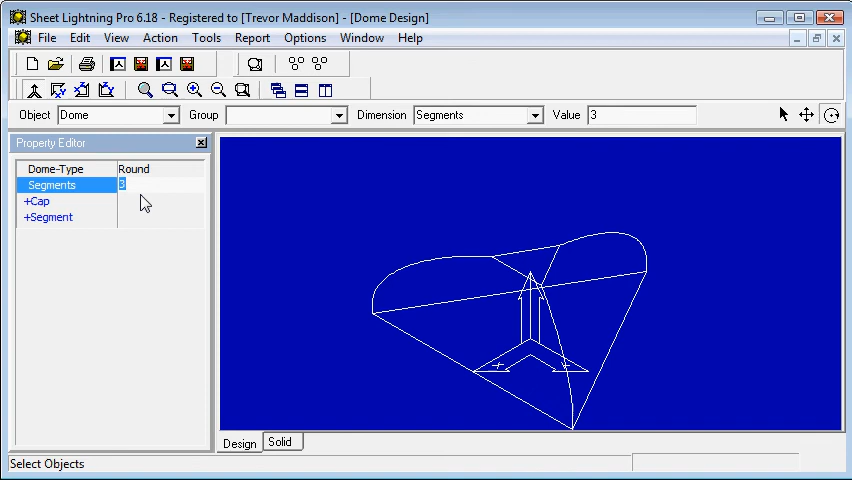 Sheet Lightning Pro 6.18 - Registered to [Trevor Maddison] - [Dome Design]
File Edit View Action Tools Report Options Window Help
Object Dome Group Dimension Segments Value 3
Property Editor
Dome-Type Round
Segments 3
+Cap
+Segment
Design Solid
Select Objects